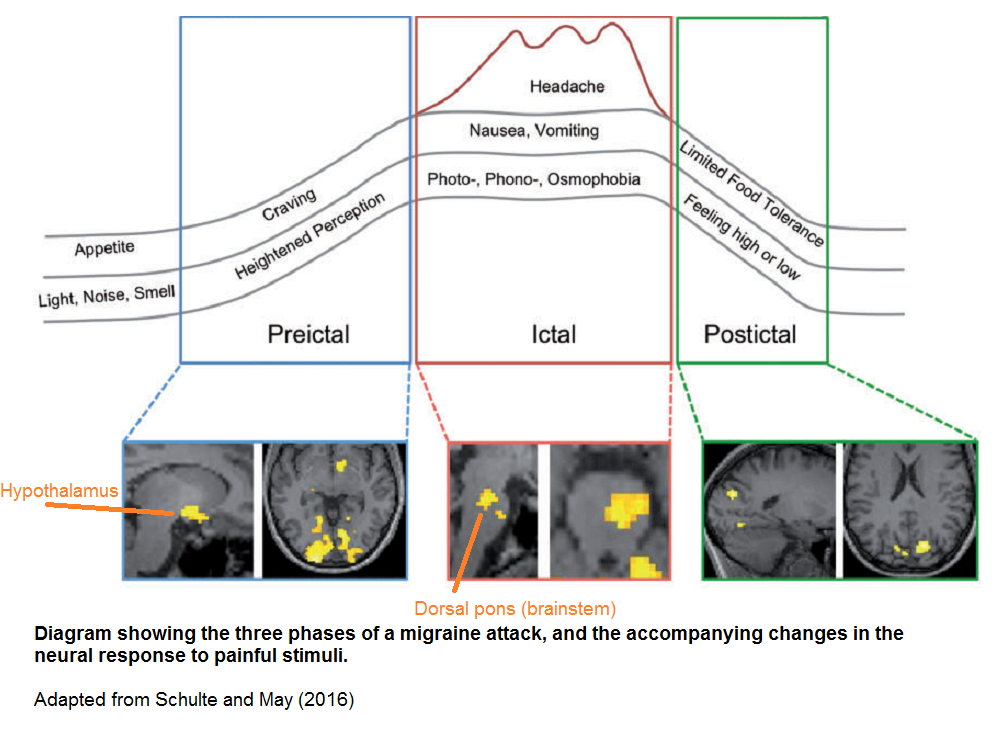 Headache
Nausea, Vomiting
Photo-, Phono-, Osmophobia
Craving
Heightened Perception
Appetite
Light, Noise, Smell
Limited Food Tolerance
Feeling high or low
Preictal
Ictal
Postictal
Hypothalamus
Dorsal pons (brainstem)
Diagram showing the three phases of a migraine attack, and the accompanying changes in the
neural response to painful stimuli.
Adapted from Schulte and May (2016)